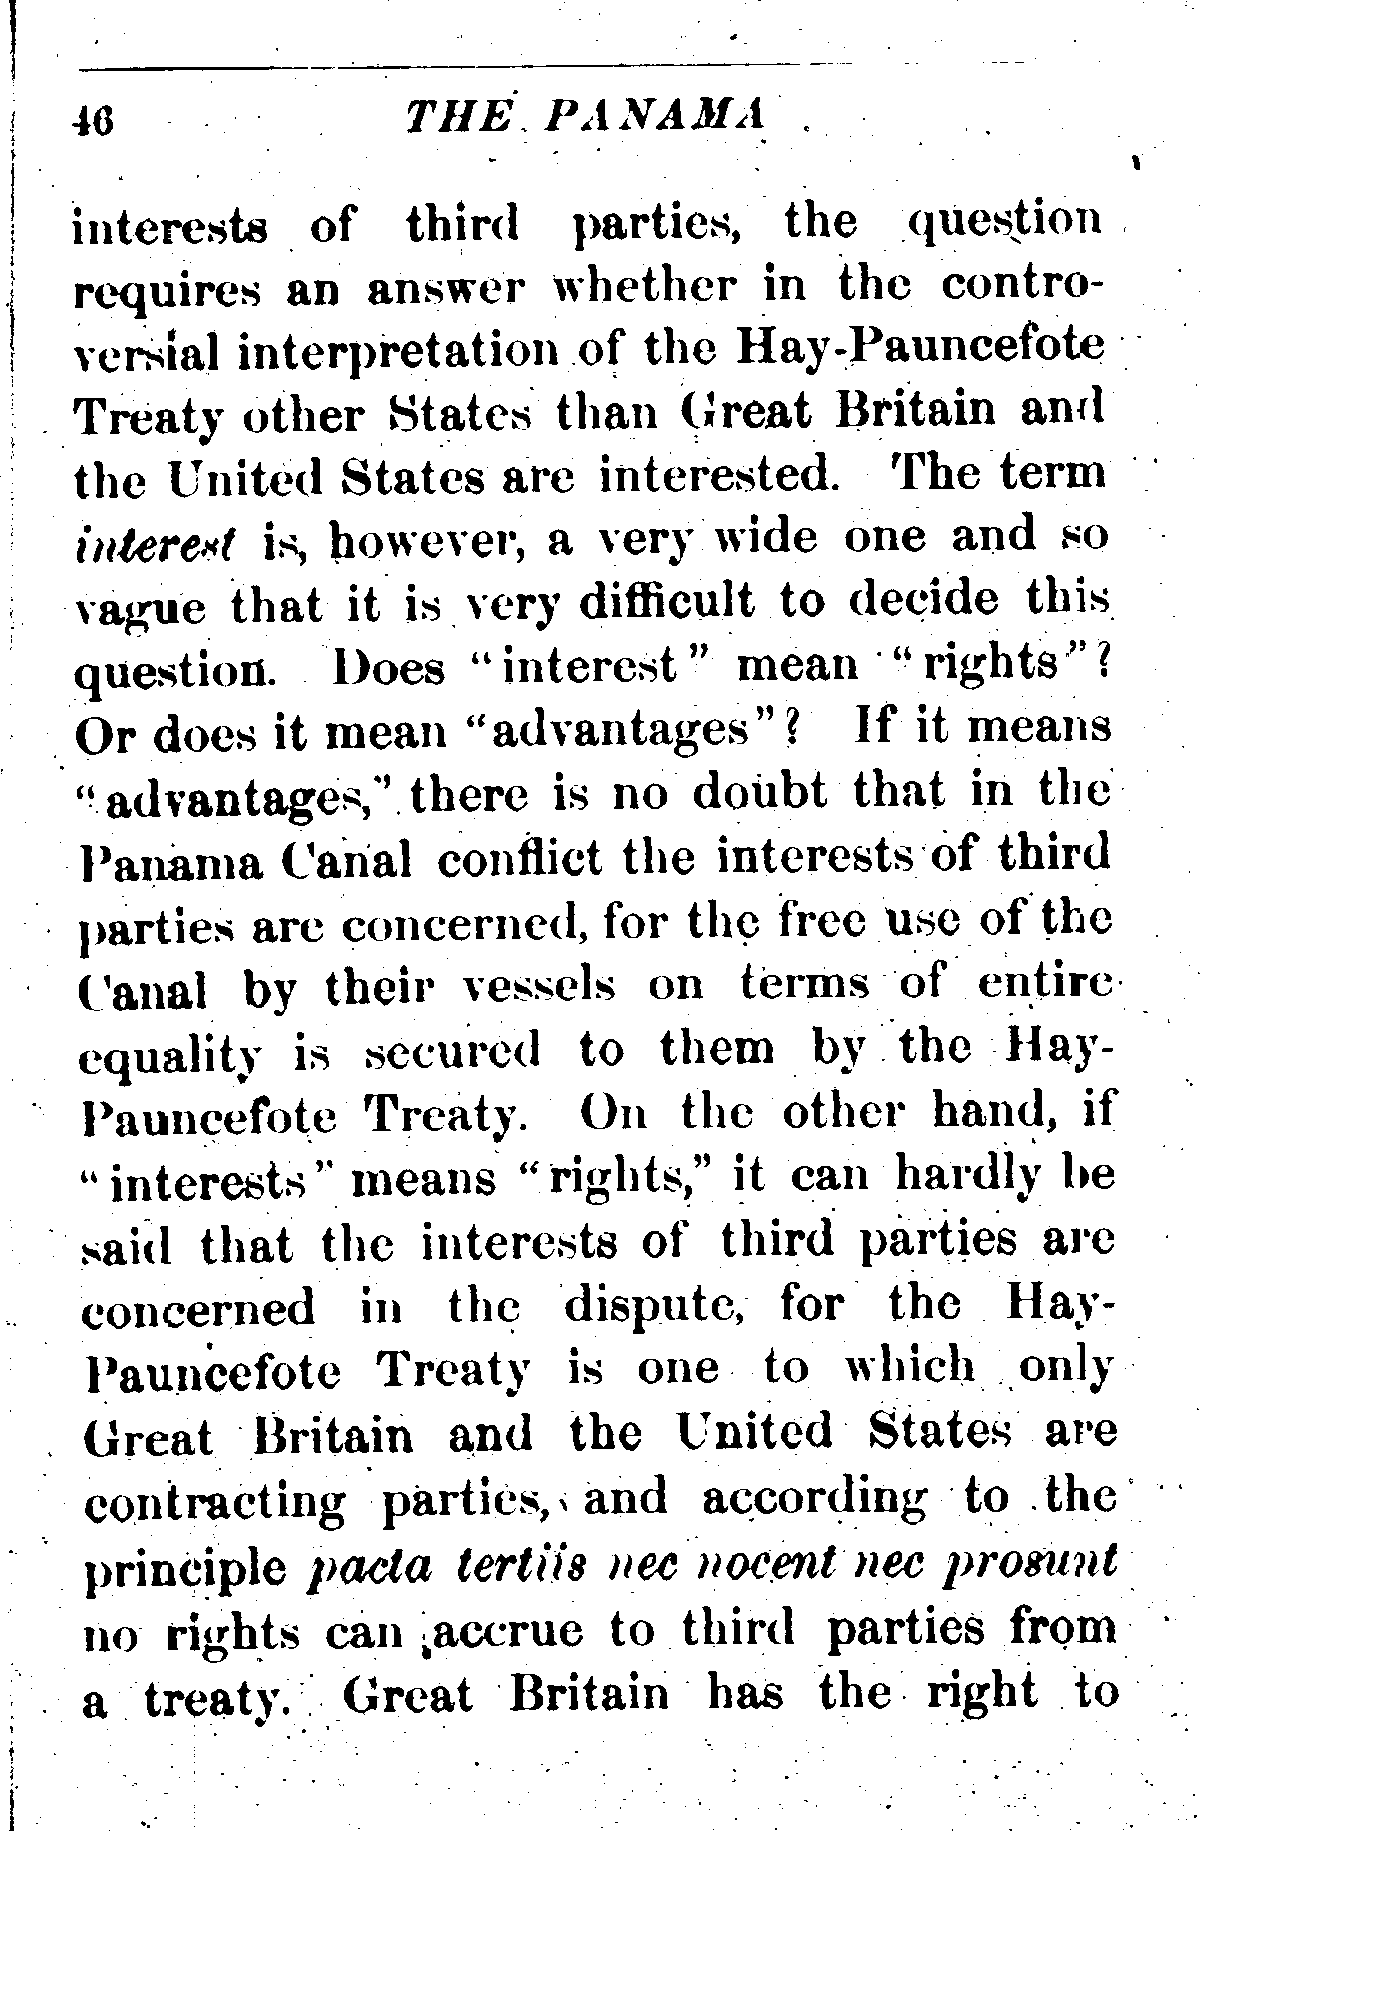 46 THE PANAMA
interests of third parties, the question
requires an answer whether in the contro-
versial interpretation of the Hay-Pauncefote
Treaty other States than Great Britain and
the United States are interested. The term
interest is, however, a very wide one and so
vague that it is very difficult to decide this
question. Does "interest" mean "rights"?
Or does it mean "advantages"? If it means
"advantages," there is no doubt that in the
Panama Canal conflict the interests of third
parties are concerned, for the free use of the
Canal by their vessels on terms of entire
equality is secured to them by the Hay-
Pauncefote Treaty. On the other hand, if
"interests" means "rights," it can hardly be
said that the interests of third parties are
concerned in the dispute, for the Hay-
Pauncefote Treaty is one to which only
Great Britain and the United States are
contracting parties, and according to the
principle pacta tertiis nec nocent nec prosunt
no rights can accrue to third parties from
a treaty. Great Britain has the right to